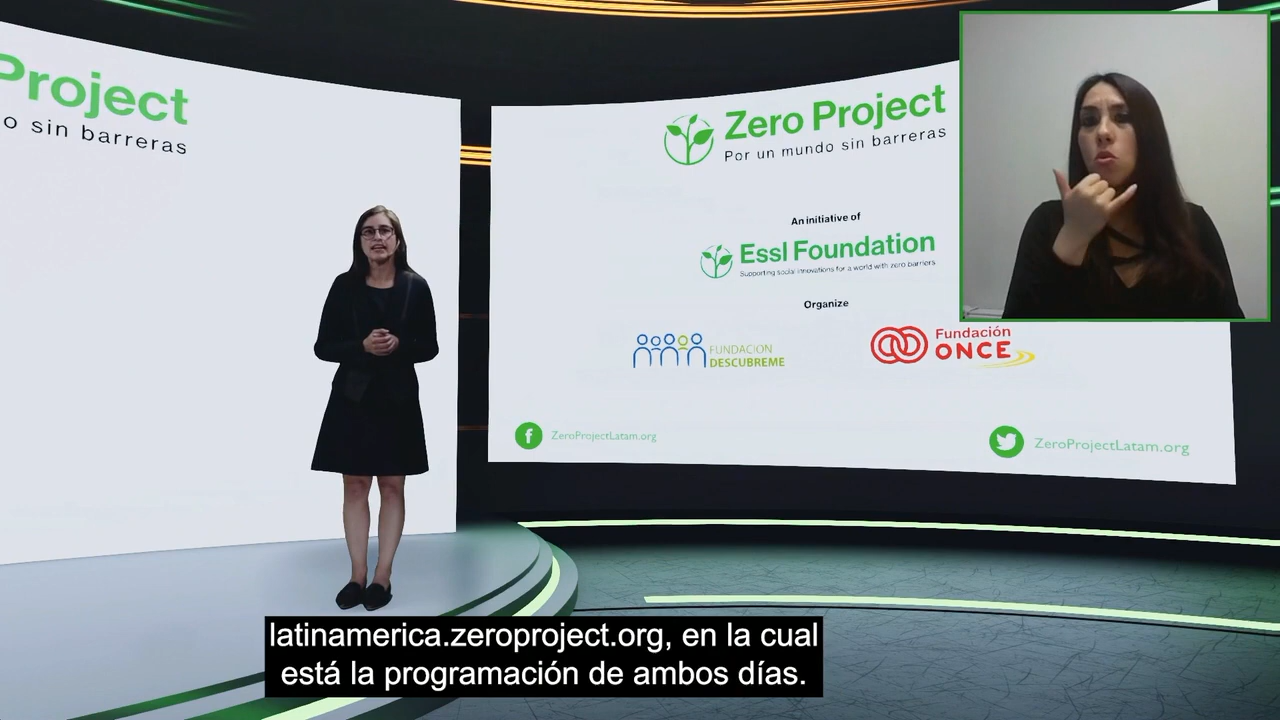 Project
o sin barreras
Zero Project
Por un mundo sin barreras
An initiative of
Essl Foundation
Supporting social innovations for a world with zero barriers
Organize
FUNDACIÓN
DESCUBREME
Fundación
ONCE
ZeroProjectLatam.org
ZeroProjectLatam.org
latinamerica.zeroproject.org, en la cual
está la programación de ambos días.